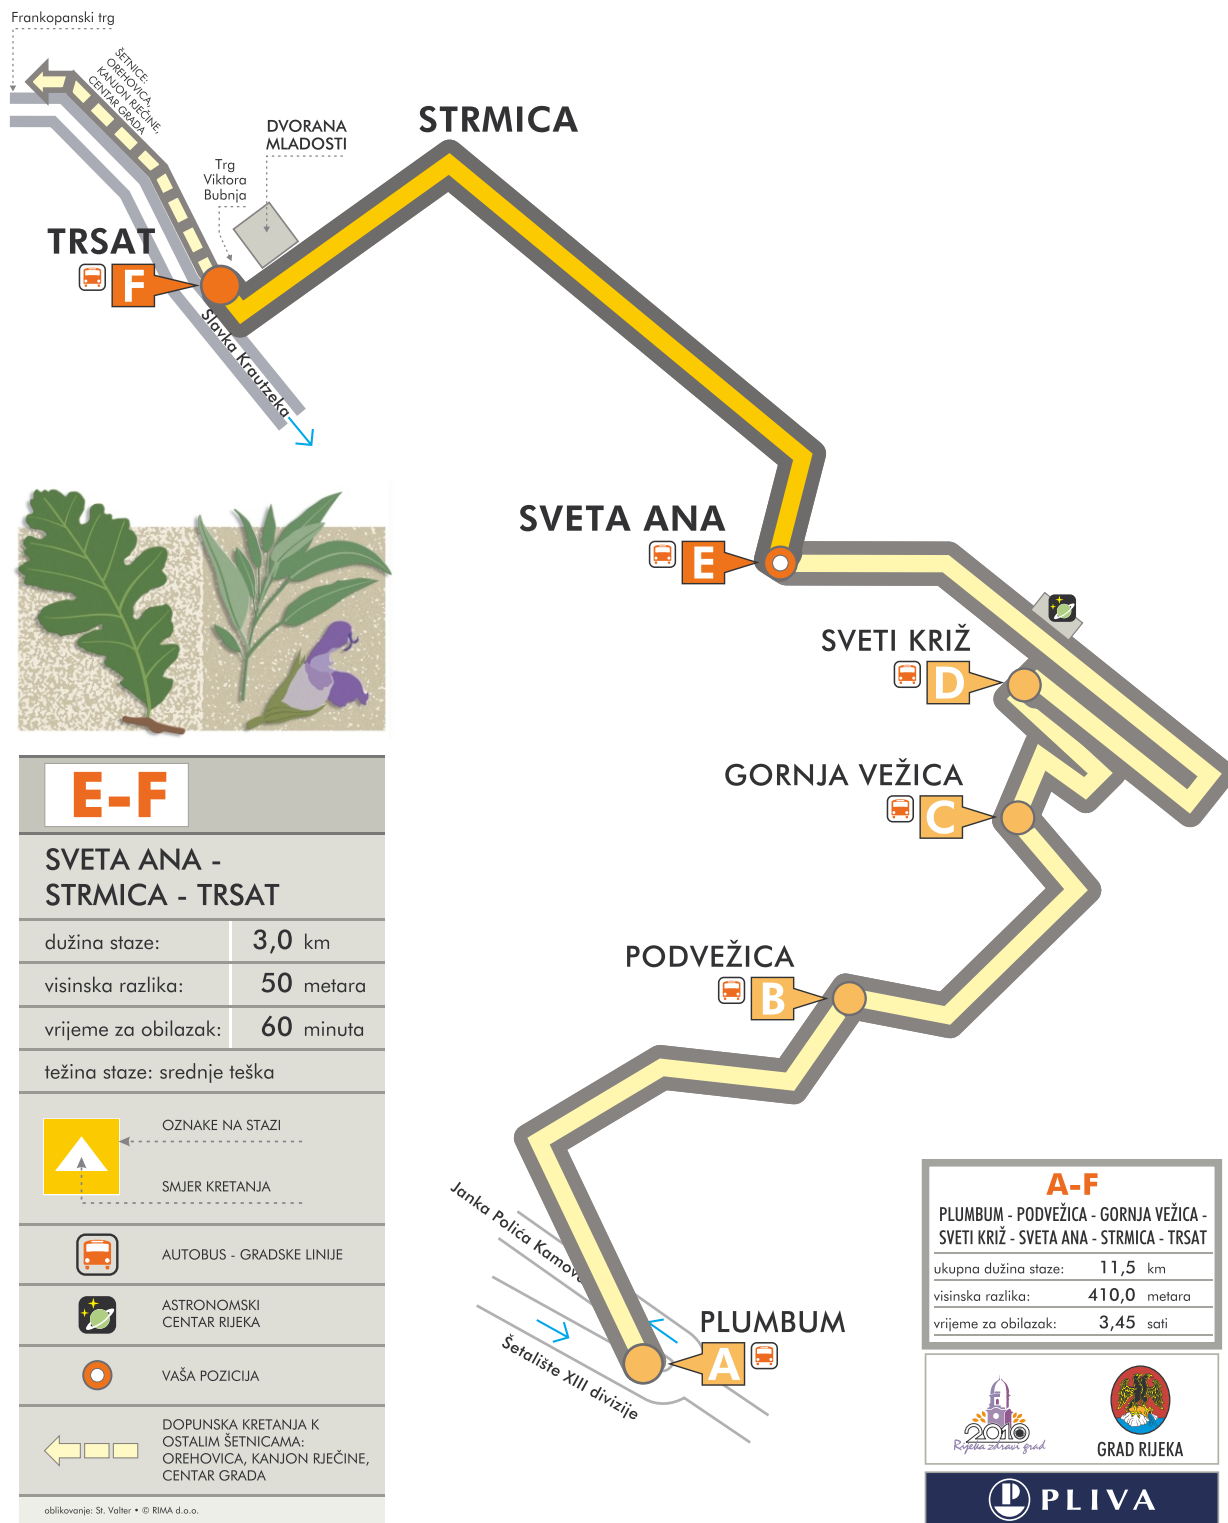 Frankopanski trg
ŠETNICE:
OREHOVICA,
KANJON RJEČINE,
CENTAR GRADA
DVORANA
MLADOSTI
STRMICA
Trg
Viktora
Bubnja
TRSAT
F
Slavka Krautzeka
SVETA ANA
E
SVETI KRIŽ
D
GORNJA VEŽICA
C
PODVEŽICA
B
Janka Polića Kamova
PLUMBUM
A
Šetalište XIII divizije
E-F
SVETA ANA -
STRMICA - TRSAT
dužina staze: 3,0 km
visinska razlika: 50 metara
vrijeme za obilazak: 60 minuta
težina staze: srednje teška
OZNAKE NA STAZI
SMJER KRETANJA
AUTOBUS - GRADSKE LINIJE
ASTRONOMSKI
CENTAR RIJEKA
VAŠA POZICIJA
DOPUNSKA KRETANJA K
OSTALIM ŠETNICAMA:
OREHOVICA, KANJON RJEČINE,
CENTAR GRADA
oblikovanje: St. Valter • © RIMA d.o.o.
A-F
PLUMBUM - PODVEŽICA - GORNJA VEŽICA -
SVETI KRIŽ - SVETA ANA - STRMICA - TRSAT
ukupna dužina staze: 11,5 km
visinska razlika: 410,0 metara
vrijeme za obilazak: 3,45 sati
2010
Rijeka zdravi grad
GRAD RIJEKA
PLIVA